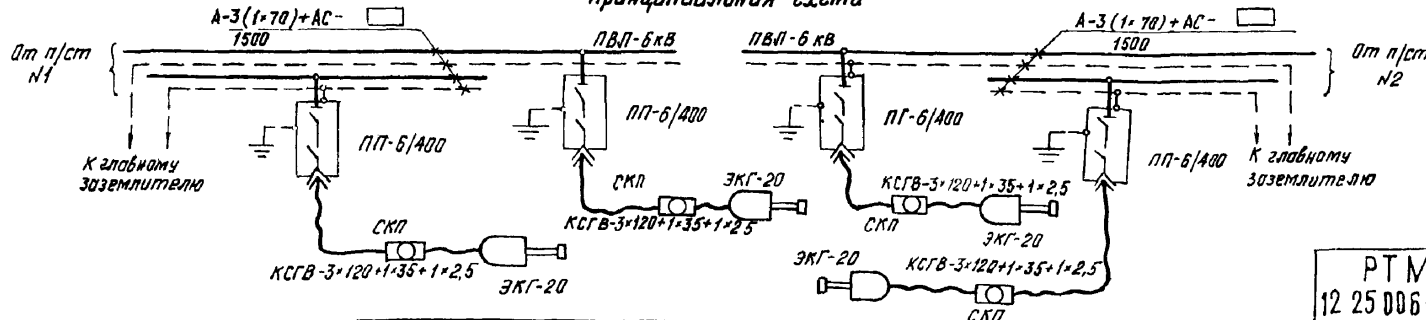 Принципиальная схема
А-3(1×70)+АС-
1500
От п/ст
№1
ПВЛ-6кВ
ПП-6/400
ПП-6/400
К главному
заземлителю
СКП
КСГВ-3×120+1×35+1×2,5
ЭКГ-20
СКП
КСГВ-3×120+1×35+1×2,5
ЭКГ-20
ПВЛ-6 кВ
А-3(1×70)+АС-
1500
От п/ст
№2
ПГ-6/400
ПП-6/400
К главному
заземлителю
КСГВ-3×120+1×35+1×2,5
СКП
ЭКГ-20
ЭКГ-20
КСГВ-3×120+1×35+1×2,5
СКП
РТМ
12 25 006